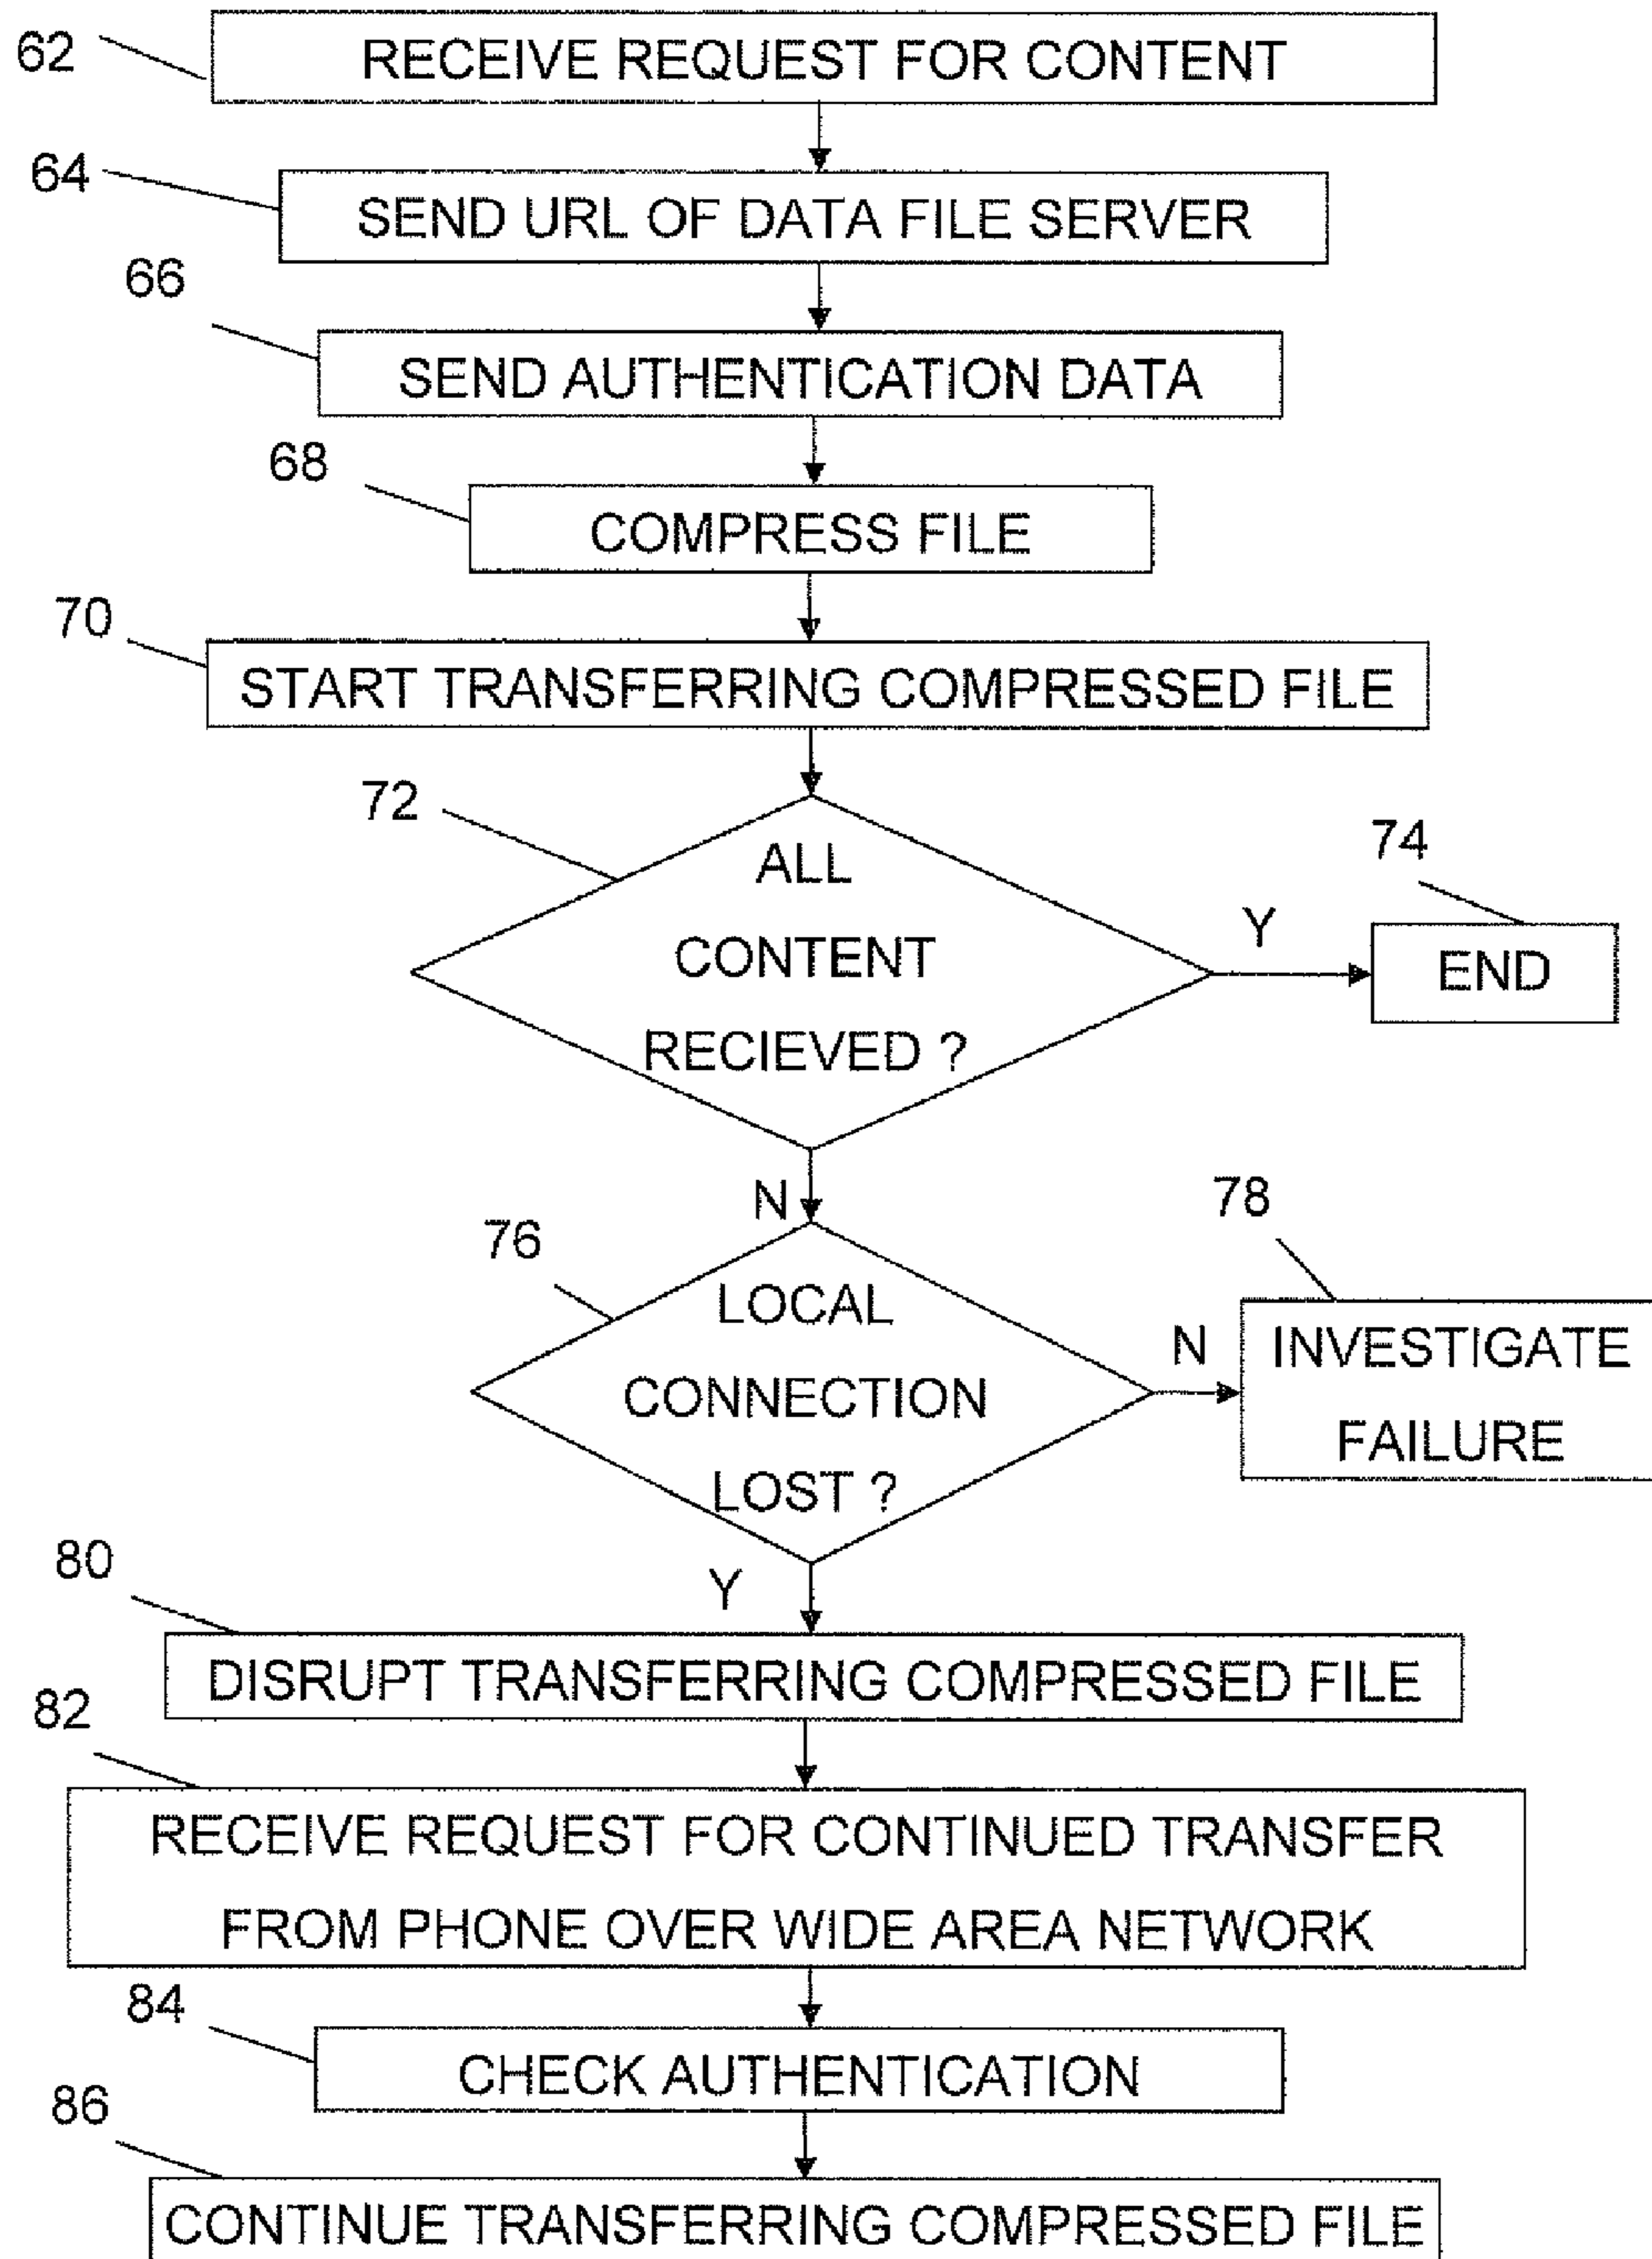 62
RECEIVE REQUEST FOR CONTENT
64
SEND URL OF DATA FILE SERVER
66
SEND AUTHENTICATION DATA
68
COMPRESS FILE
70
START TRANSFERRING COMPRESSED FILE
72
ALL
CONTENT
RECIEVED ?
Y
74
END
N
76
LOCAL
CONNECTION
LOST ?
N
78
INVESTIGATE
FAILURE
Y
80
DISRUPT TRANSFERRING COMPRESSED FILE
82
RECEIVE REQUEST FOR CONTINUED TRANSFER
FROM PHONE OVER WIDE AREA NETWORK
84
CHECK AUTHENTICATION
86
CONTINUE TRANSFERRING COMPRESSED FILE